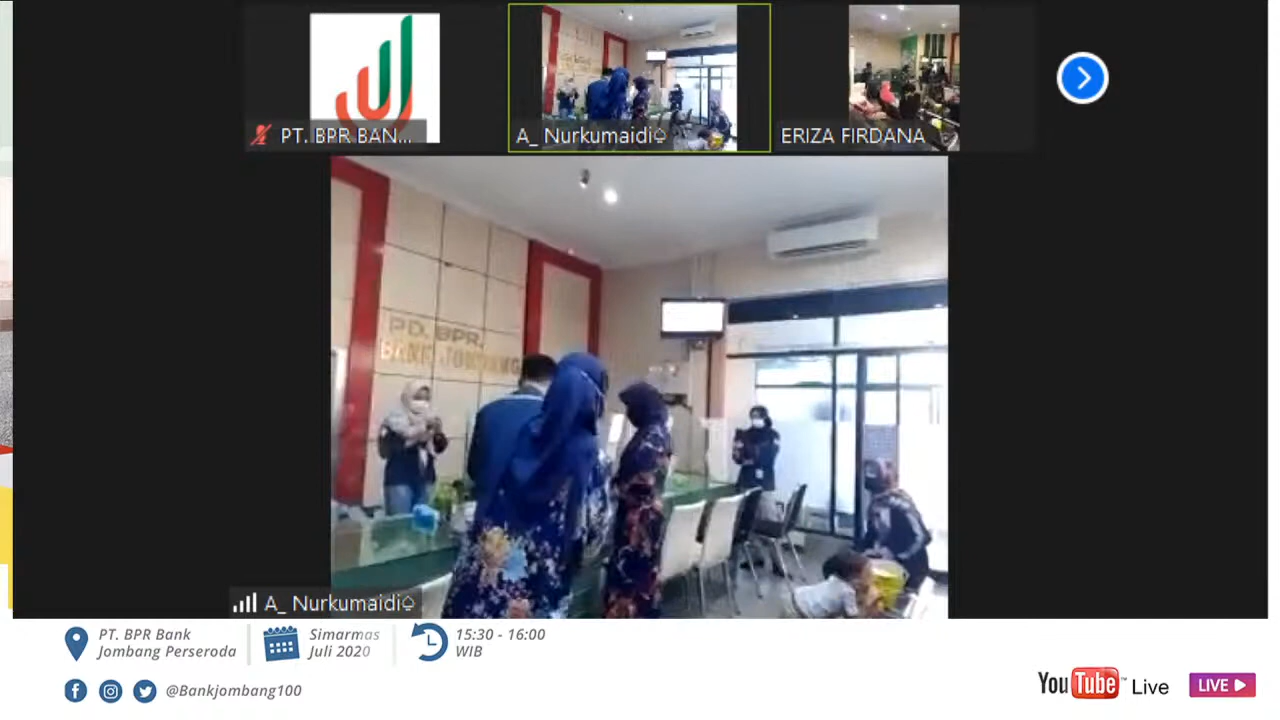 PT. BPR BAN...
A_ Nurkumaidi♤
ERIZA FIRDANA
PD. BPR.
BANK JOMBANG
A_ Nurkumaidi♤
PT. BPR Bank
Jombang Perseroda
Simarmas
Juli 2020
15:30 - 16:00
WIB
@Bankjombang100
YouTube Live
LIVE